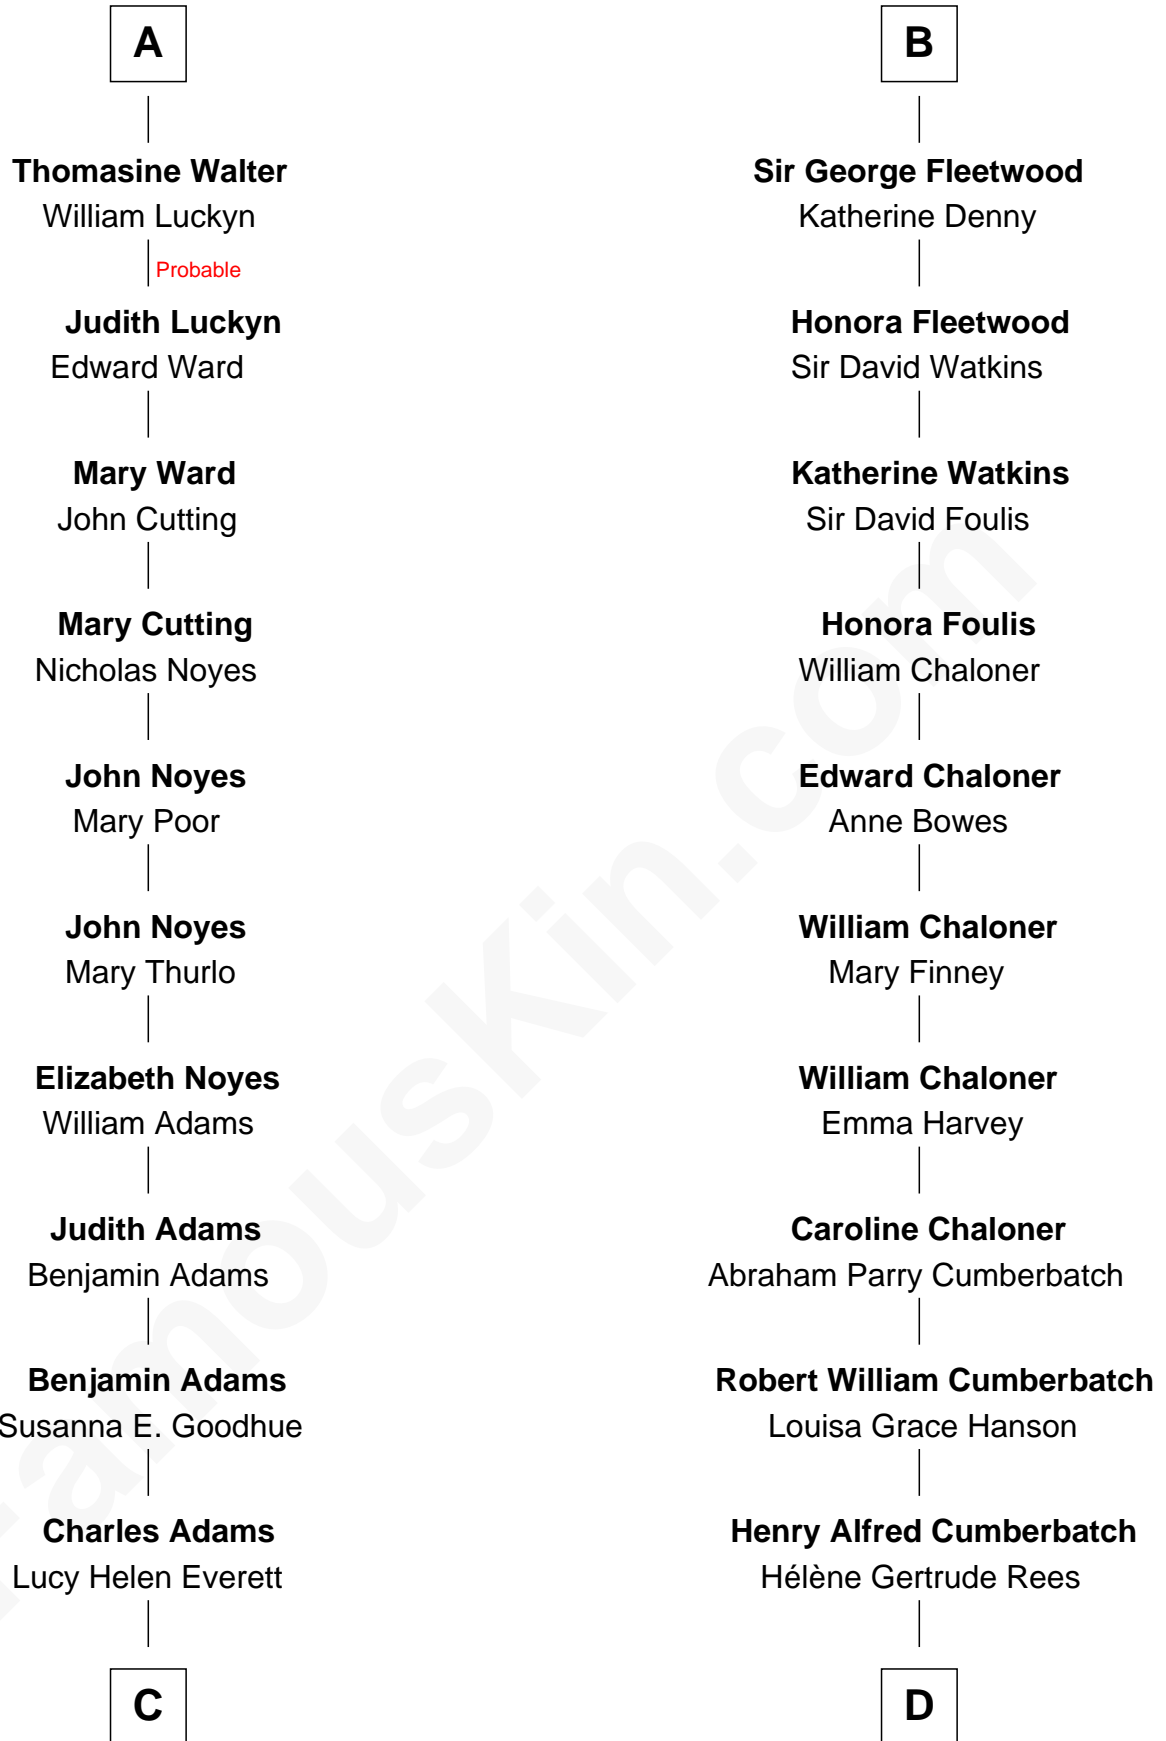 A
Thomasine Walter
William Luckyn
Probable
Judith Luckyn
Edward Ward
Mary Ward
John Cutting
Mary Cutting
Nicholas Noyes
John Noyes
Mary Poor
John Noyes
Mary Thurlo
Elizabeth Noyes
William Adams
Judith Adams
Benjamin Adams
Benjamin Adams
Susanna E. Goodhue
Charles Adams
Lucy Helen Everett
C
B
Sir George Fleetwood
Katherine Denny
Honora Fleetwood
Sir David Watkins
Katherine Watkins
Sir David Foulis
Honora Foulis
William Chaloner
Edward Chaloner
Anne Bowes
William Chaloner
Mary Finney
William Chaloner
Emma Harvey
Caroline Chaloner
Abraham Parry Cumberbatch
Robert William Cumberbatch
Louisa Grace Hanson
Henry Alfred Cumberbatch
Hélène Gertrude Rees
D
FamousKin.com